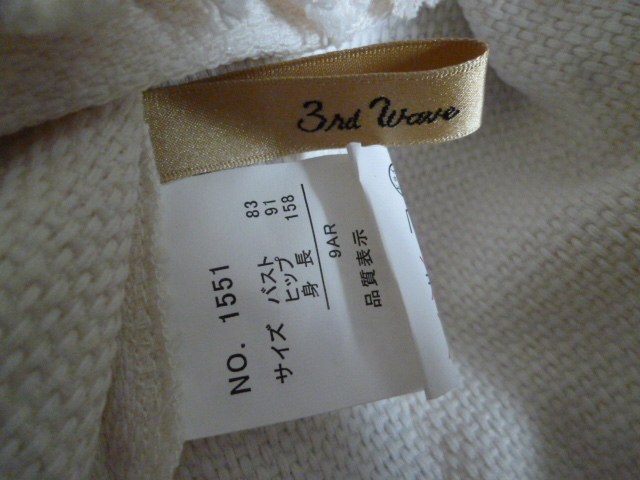 3rd Wave
NO. 1551
サイズ
バスト 83
ヒップ 91
身長 158
9AR
品質表示